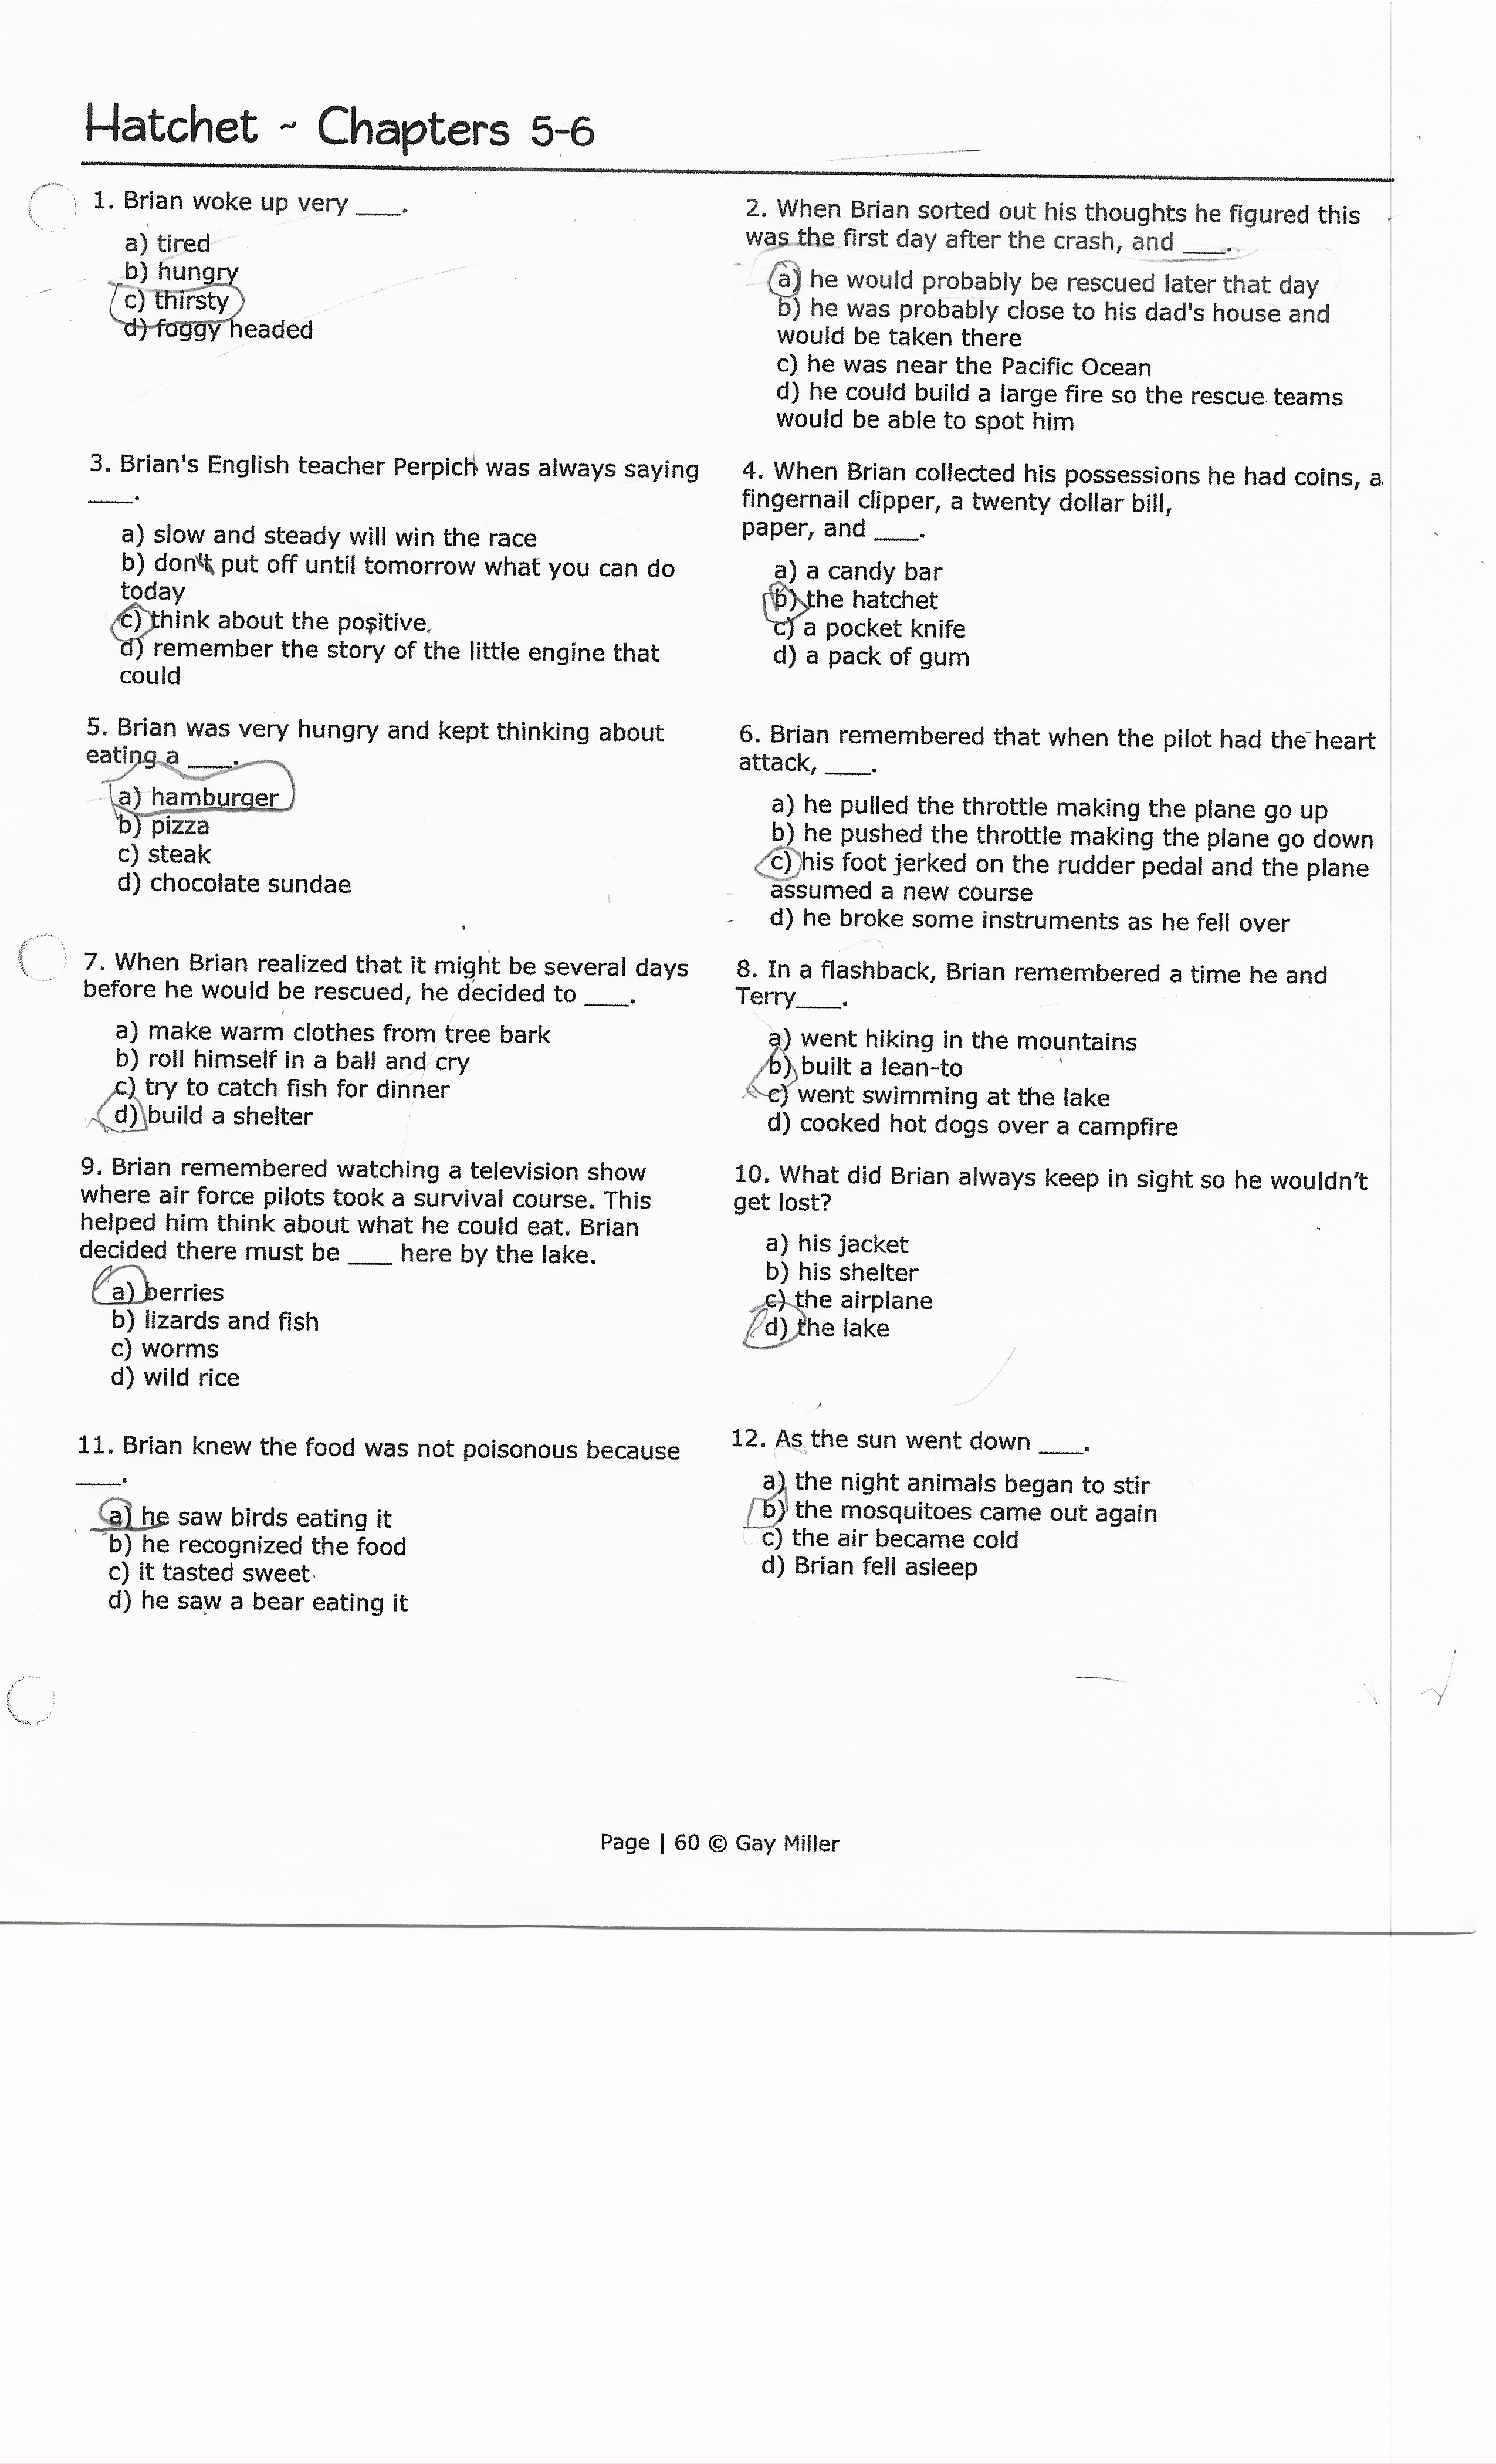 Hatchet ~ Chapters 5-6
1. Brian woke up very ____.
a) tired
b) hungry
c) thirsty
d) foggy headed
2. When Brian sorted out his thoughts he figured this
was the first day after the crash, and ____.
a) he would probably be rescued later that day
b) he was probably close to his dad's house and
would be taken there
c) he was near the Pacific Ocean
d) he could build a large fire so the rescue teams
would be able to spot him
3. Brian's English teacher Perpich was always saying
____.
a) slow and steady will win the race
b) don't put off until tomorrow what you can do
today
c) think about the positive
d) remember the story of the little engine that
could
4. When Brian collected his possessions he had coins, a
fingernail clipper, a twenty dollar bill,
paper, and ____.
a) a candy bar
b) the hatchet
c) a pocket knife
d) a pack of gum
5. Brian was very hungry and kept thinking about
eating a ____.
a) hamburger
b) pizza
c) steak
d) chocolate sundae
6. Brian remembered that when the pilot had the heart
attack, ____.
a) he pulled the throttle making the plane go up
b) he pushed the throttle making the plane go down
c) his foot jerked on the rudder pedal and the plane
assumed a new course
d) he broke some instruments as he fell over
7. When Brian realized that it might be several days
before he would be rescued, he decided to ____.
a) make warm clothes from tree bark
b) roll himself in a ball and cry
c) try to catch fish for dinner
d) build a shelter
8. In a flashback, Brian remembered a time he and
Terry____.
a) went hiking in the mountains
b) built a lean-to
c) went swimming at the lake
d) cooked hot dogs over a campfire
9. Brian remembered watching a television show
where air force pilots took a survival course. This
helped him think about what he could eat. Brian
decided there must be ____ here by the lake.
a) berries
b) lizards and fish
c) worms
d) wild rice
10. What did Brian always keep in sight so he wouldn't
get lost?
a) his jacket
b) his shelter
c) the airplane
d) the lake
11. Brian knew the food was not poisonous because
____.
a) he saw birds eating it
b) he recognized the food
c) it tasted sweet
d) he saw a bear eating it
12. As the sun went down ____.
a) the night animals began to stir
b) the mosquitoes came out again
c) the air became cold
d) Brian fell asleep
Page | 60 © Gay Miller